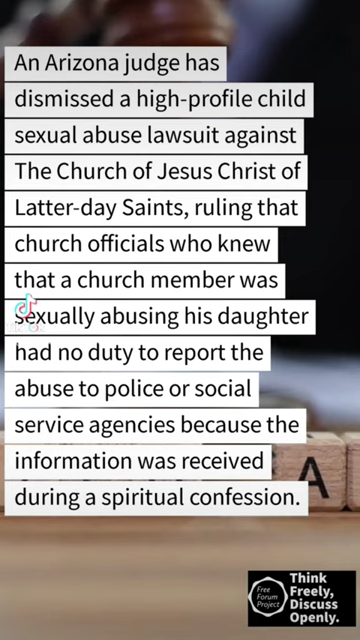 An Arizona judge has
dismissed a high-profile child
sexual abuse lawsuit against
The Church of Jesus Christ of
Latter-day Saints, ruling that
church officials who knew
that a church member was
sexually abusing his daughter
had no duty to report the
abuse to police or social
service agencies because the
information was received
during a spiritual confession.
A
Free
Forum
Project
Think
Freely,
Discuss
Openly.